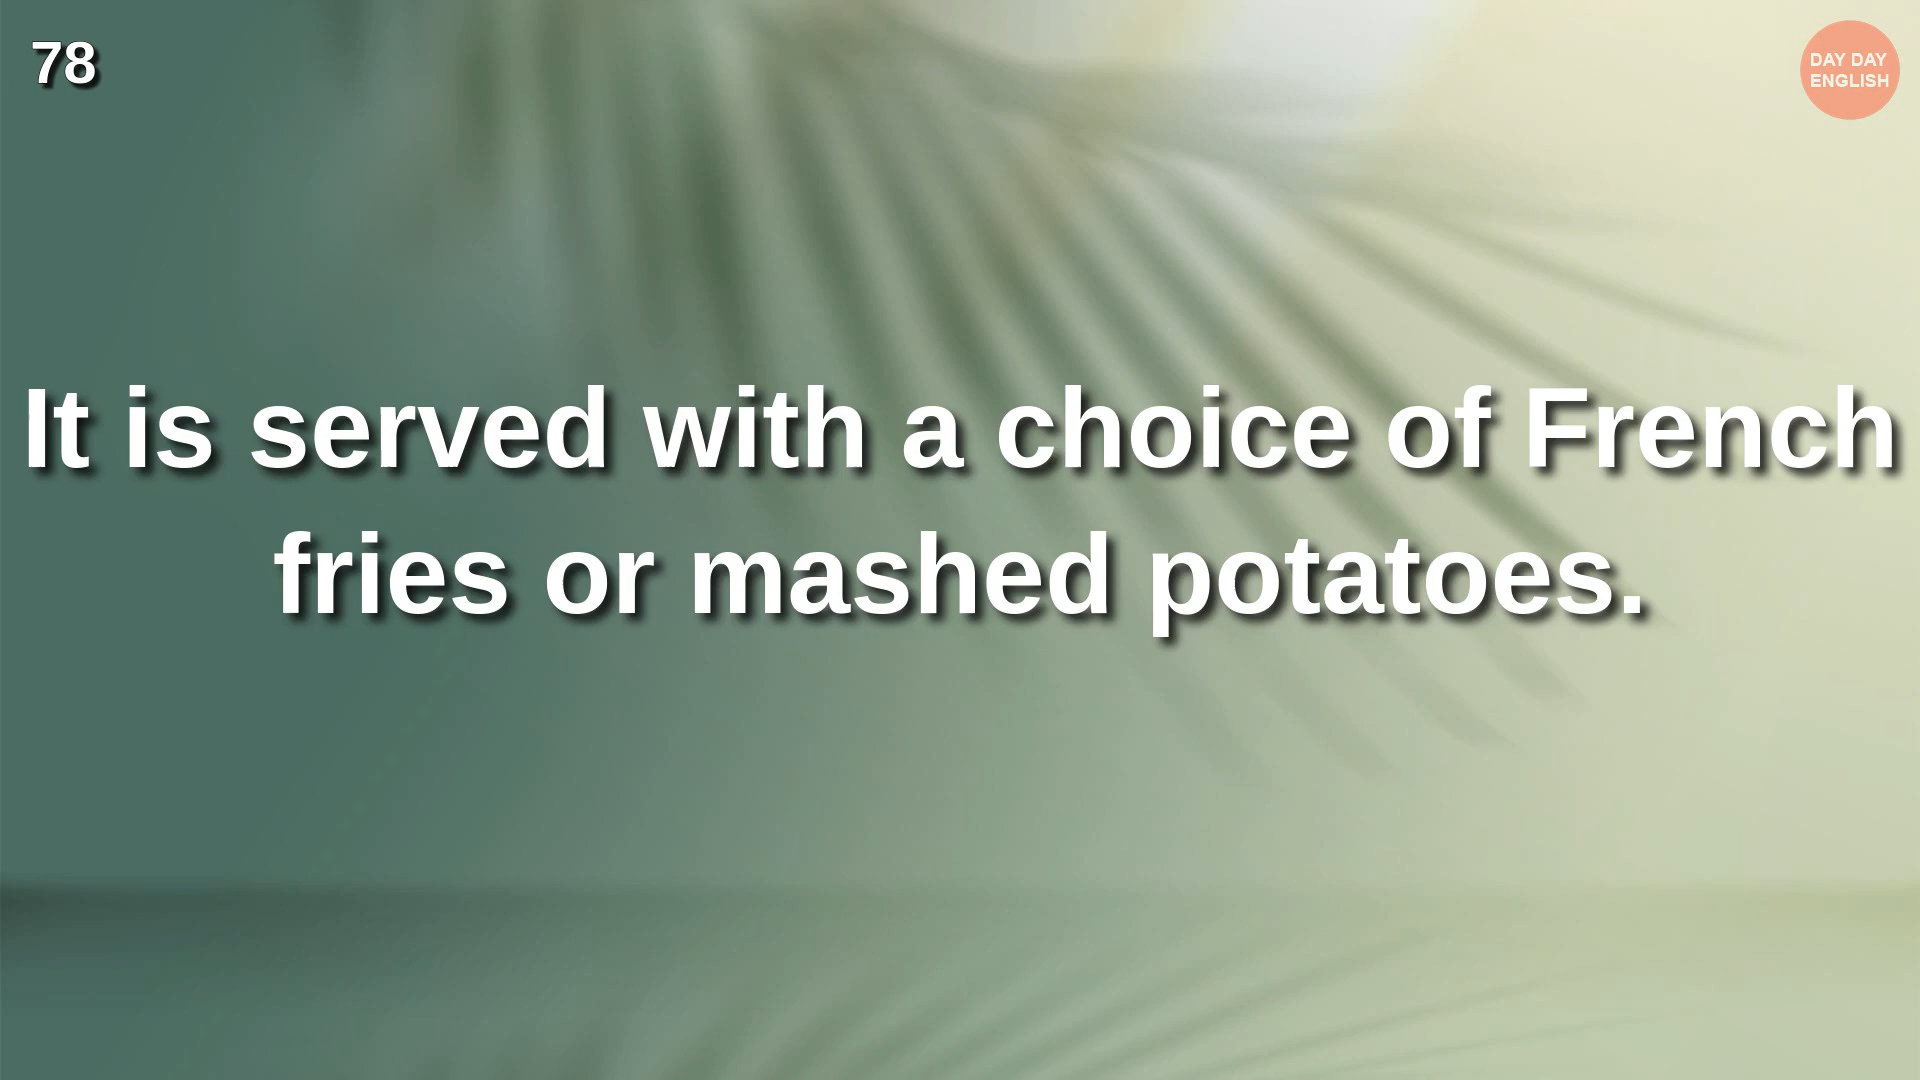 78
DAY DAY
ENGLISH
It is served with a choice of French
fries or mashed potatoes.